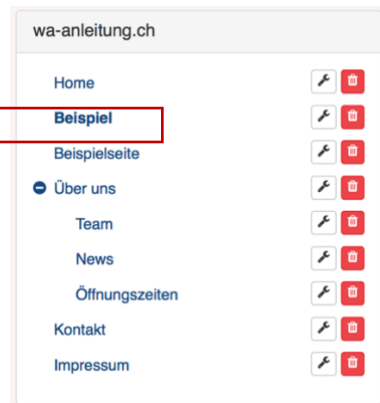 wa-anleitung.ch
Home
Beispiel
Beispielseite
Über uns
Team
News
Öffnungszeiten
Kontakt
Impressum